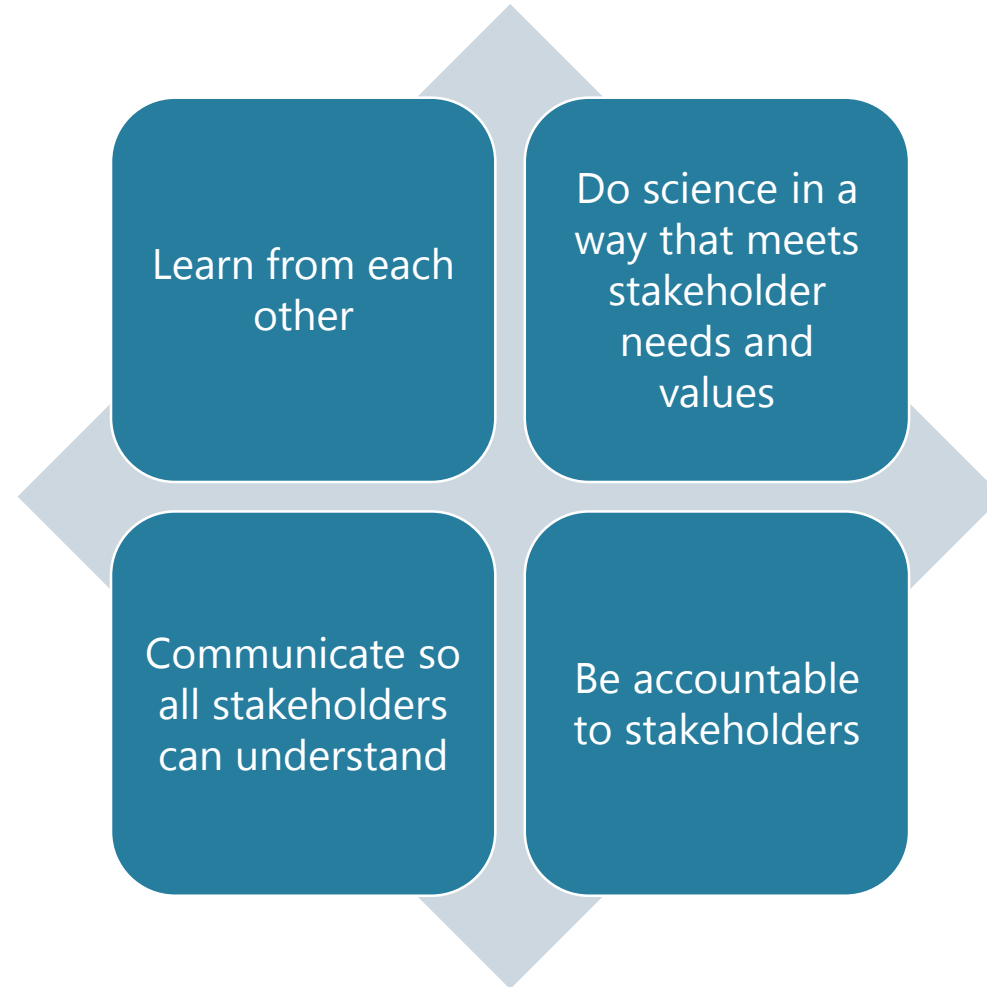 Learn from each
other
Do science in a
way that meets
stakeholder
needs and
values
Communicate so
all stakeholders
can understand
Be accountable
to stakeholders